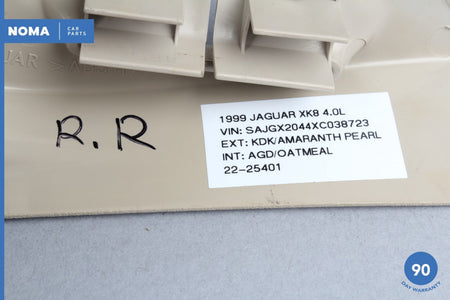 NOMA CAR
PARTS
R.R
1999 JAGUAR XK8 4.0L
VIN: SAJGX2044XC038723
EXT: KDK/AMARANTH PEARL
INT: AGD/OATMEAL
22-25401
90
DAY WARRANTY